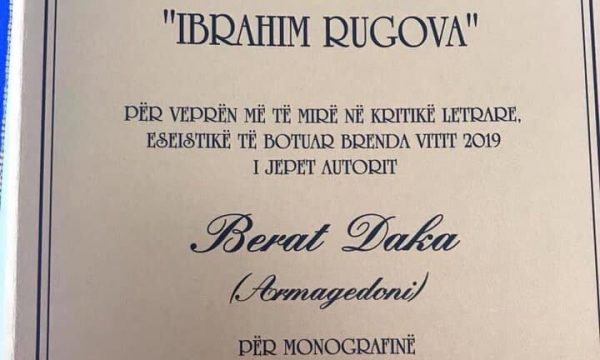 "IBRAHIM RUGOVA"
PËR VEPRËN MË TË MIRË NË KRITIKË LETRARE,
ESEISTIKË TË BOTUAR BRENDA VITIT 2019
I JEPET AUTORIT
Berat Daka
(Armagedoni)
PËR MONOGRAFINË